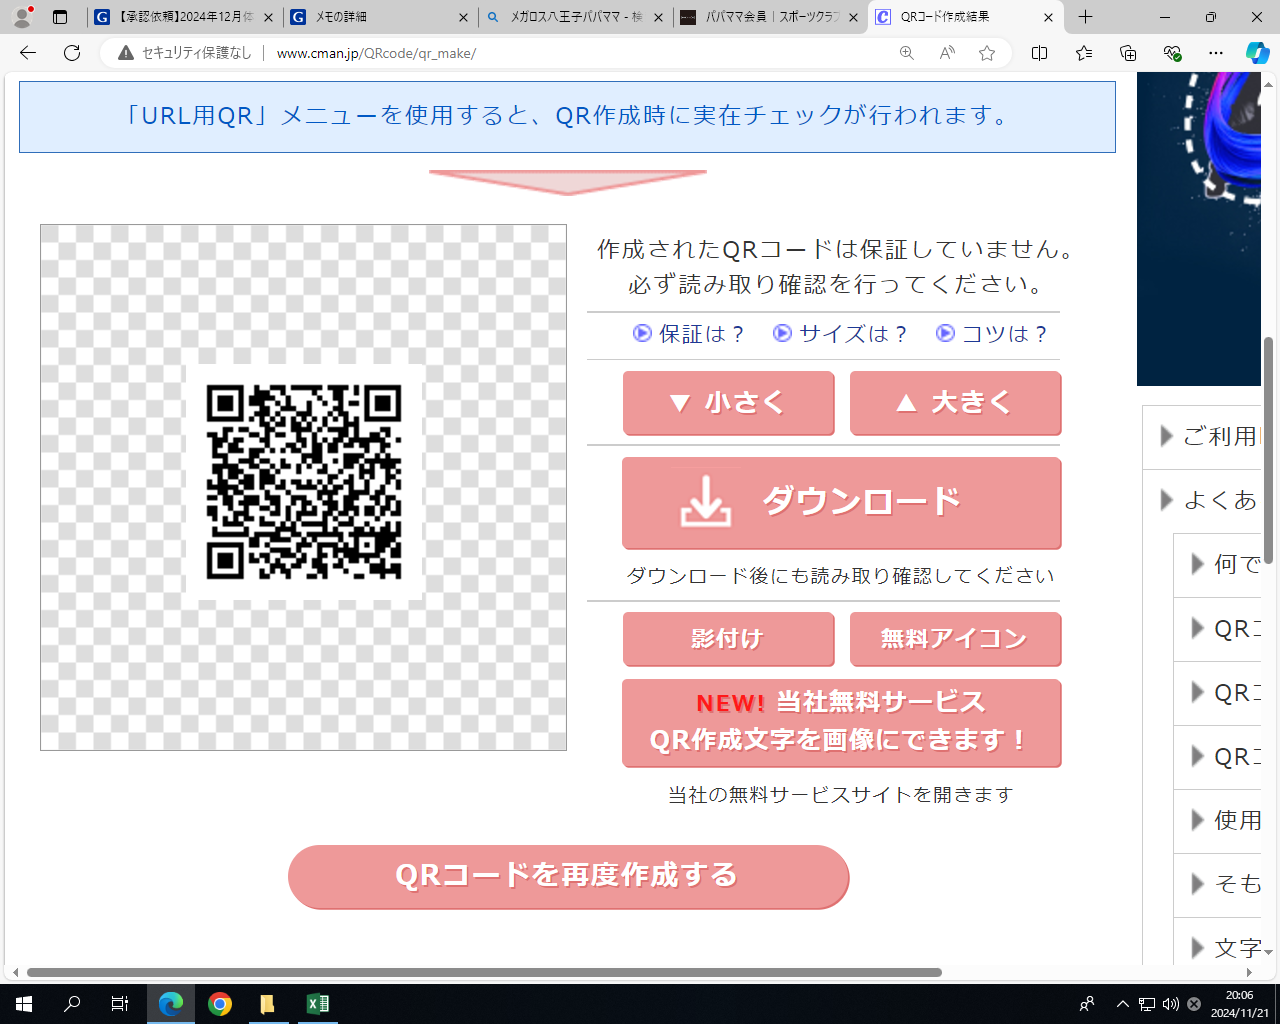 【承認依頼】2024年12月体
メモの詳細
メガロス八王子パパママ - 検
パパママ会員 | スポーツクラブ
QRコード作成結果
セキュリティ保護なし
www.cman.jp/QRcode/qr_make/
「URL用QR」メニューを使用すると、QR作成時に実在チェックが行われます。
作成されたQRコードは保証していません。
必ず読み取り確認を行ってください。
保証は？ サイズは？ コツは？
▼ 小さく
▲ 大きく
ダウンロード
ダウンロード後にも読み取り確認してください
影付け
無料アイコン
NEW! 当社無料サービス
QR作成文字を画像にできます！
当社の無料サービスサイトを開きます
QRコードを再度作成する
ご利用
よくあ
何で
QRコ
QRコ
QRコ
使用
そも
文字
20:06
2024/11/21